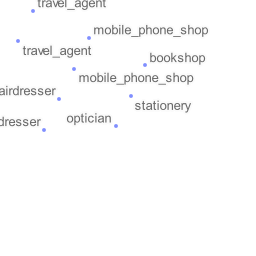 travel_agent
mobile_phone_shop
travel_agent
bookshop
mobile_phone_shop
airdresser
stationery
optician
dresser